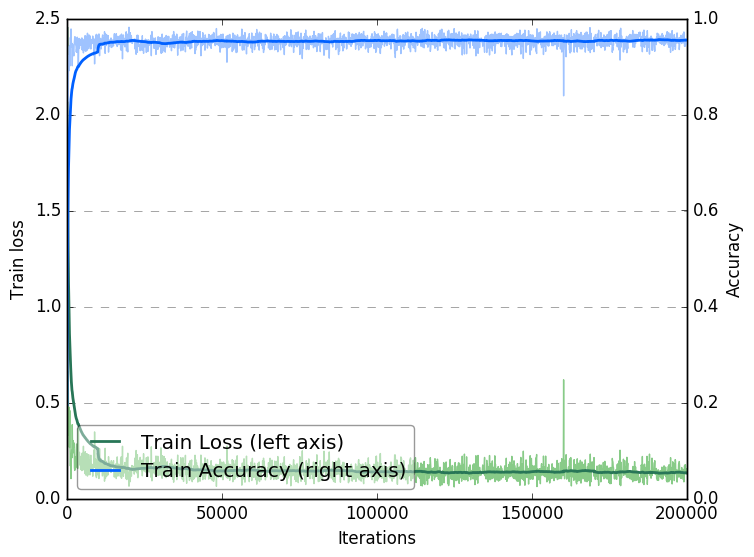 2.5
2.0
1.5
1.0
0.5
0.0
Train loss
1.0
0.8
0.6
0.4
0.2
0.0
Accuracy
Train Loss (left axis)
Train Accuracy (right axis)
0 50000 100000 150000 200000
Iterations